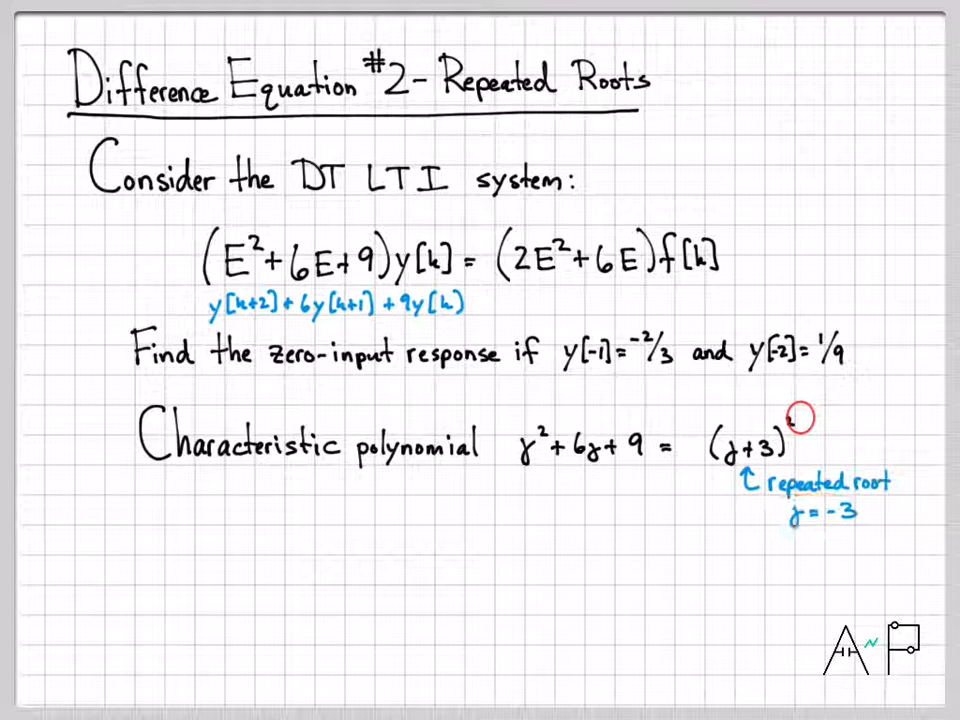 Difference Equation #2 - Repeated Roots
Consider the DT LTI system:
(E² + 6E + 9) y[k] = (2E² + 6E) f[k]
y[k+2] + 6y[k+1] + 9y[k]
Find the zero-input response if y[-1] = -2/3 and y[-2] = 1/9
Characteristic polynomial γ² + 6γ + 9 = (γ+3)²
↑ repeated root
γ = -3